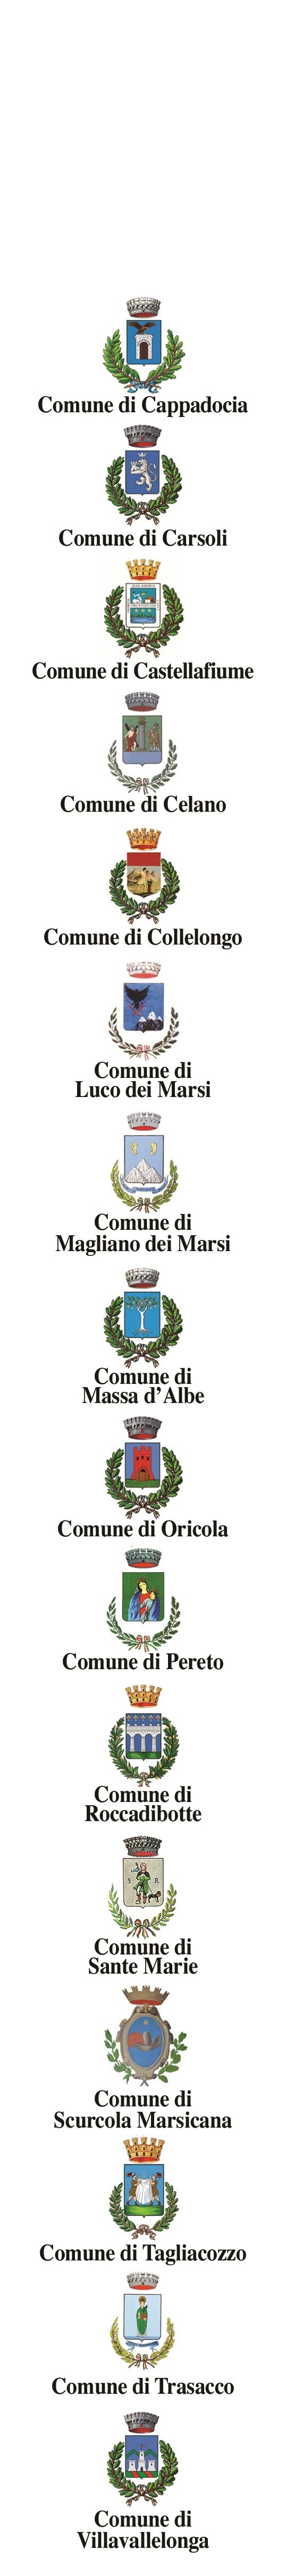 Comune di Cappadocia
Comune di Carsoli
Comune di Castellafiume
Comune di Celano
Comune di Collelongo
Comune di
Luco dei Marsi
Comune di
Magliano dei Marsi
Comune di
Massa d’Albe
Comune di Oricola
Comune di Pereto
Comune di
Roccadibotte
S R
Comune di
Sante Marie
Comune di
Scurcola Marsicana
Comune di Tagliacozzo
Comune di Trasacco
Comune di
Villavallelonga